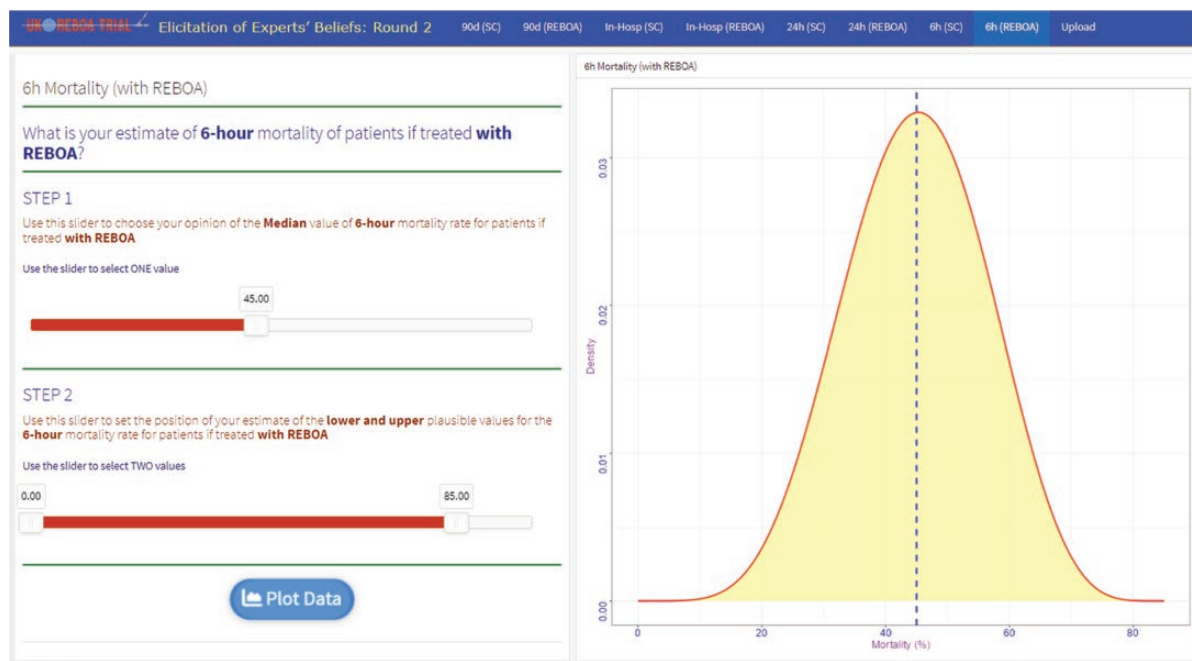 UK REBOA TRIAL Elicitation of Experts' Beliefs: Round 2 90d (SC) 90d (REBOA) In-Hosp (SC) In-Hosp (REBOA) 24h (SC) 24h (REBOA) 6h (SC) 6h (REBOA) Upload
6h Mortality (with REBOA)
What is your estimate of 6-hour mortality of patients if treated with
REBOA?
STEP 1
Use this slider to choose your opinion of the Median value of 6-hour mortality rate for patients if
treated with REBOA
Use the slider to select ONE value
45.00
STEP 2
Use this slider to set the position of your estimate of the lower and upper plausible values for the
6-hour mortality rate for patients if treated with REBOA
Use the slider to select TWO values
0.00 85.00
Plot Data
6h Mortality (with REBOA)
0.03
0.02
Density
0.01
0.00
0 20 40 60 80
Mortality (%)